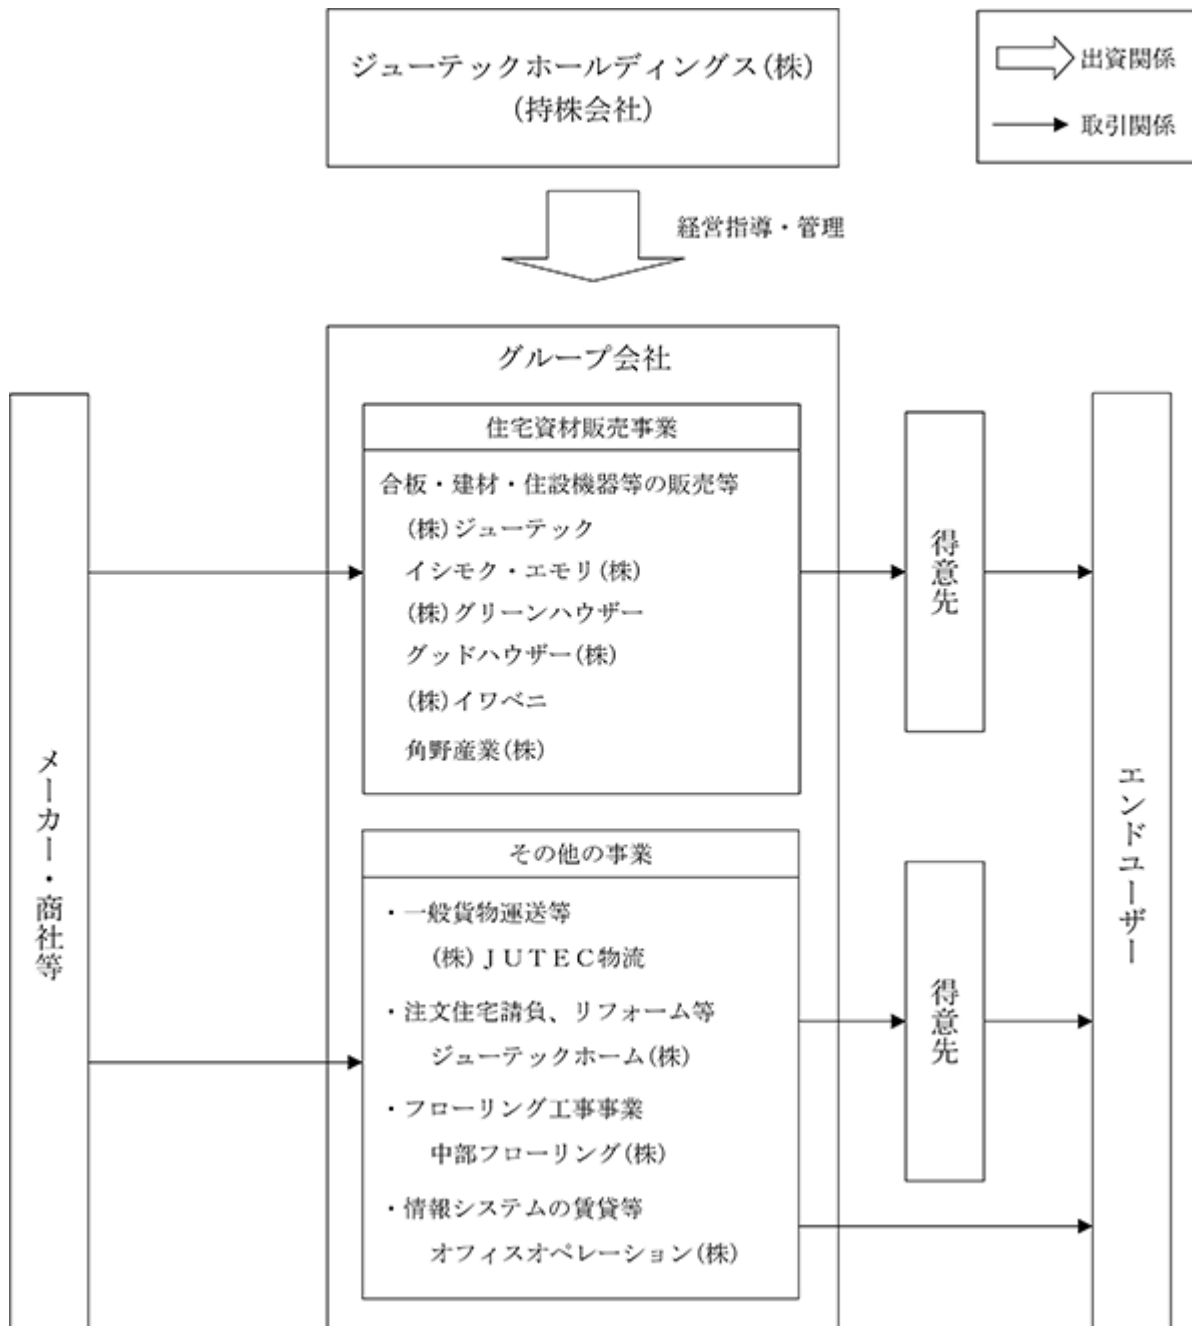 ジューテックホールディングス(株)
(持株会社)
出資関係
取引関係
経営指導・管理
グループ会社
住宅資材販売事業
合板・建材・住設機器等の販売等
(株)ジューテック
イシモク・エモリ(株)
(株)グリーンハウザー
グッドハウザー(株)
(株)イワベニ
角野産業(株)
その他の事業
・一般貨物運送等
(株)ＪＵＴＥＣ物流
・注文住宅請負、リフォーム等
ジューテックホーム(株)
・フローリング工事事業
中部フローリング(株)
・情報システムの賃貸等
オフィスオペレーション(株)
メーカー・商社等
得意先
得意先
エンドユーザー